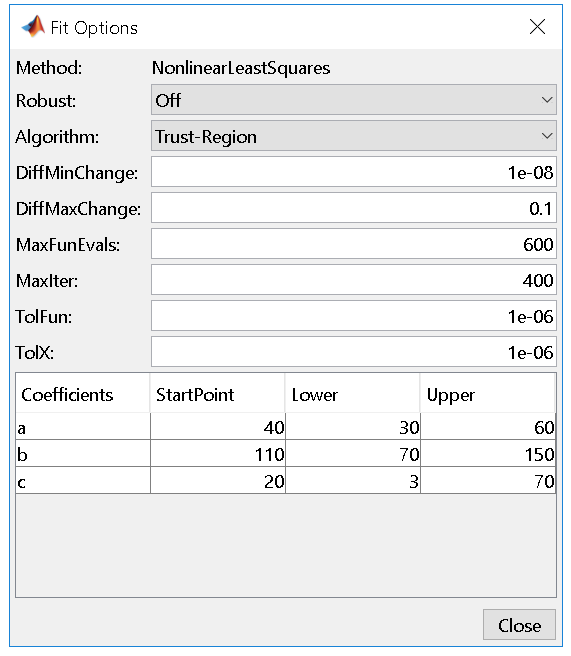 Fit Options
Method: NonlinearLeastSquares
Robust: Off
Algorithm: Trust-Region
DiffMinChange: 1e-08
DiffMaxChange: 0.1
MaxFunEvals: 600
MaxIter: 400
TolFun: 1e-06
TolX: 1e-06
Coefficients StartPoint Lower Upper
a 40 30 60
b 110 70 150
c 20 3 70
Close